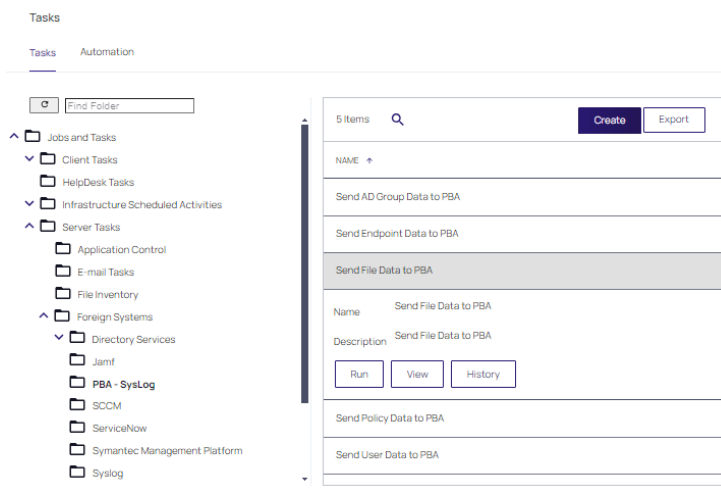 Tasks
Tasks Automation
Find Folder
Jobs and Tasks
Client Tasks
HelpDesk Tasks
Infrastructure Scheduled Activities
Server Tasks
Application Control
E-mail Tasks
File Inventory
Foreign Systems
Directory Services
Jamf
PBA - SysLog
SCCM
ServiceNow
Symantec Management Platform
Syslog
5 Items Create Export
NAME
Send AD Group Data to PBA
Send Endpoint Data to PBA
Send File Data to PBA
Name Send File Data to PBA
Description Send File Data to PBA
Run View History
Send Policy Data to PBA
Send User Data to PBA